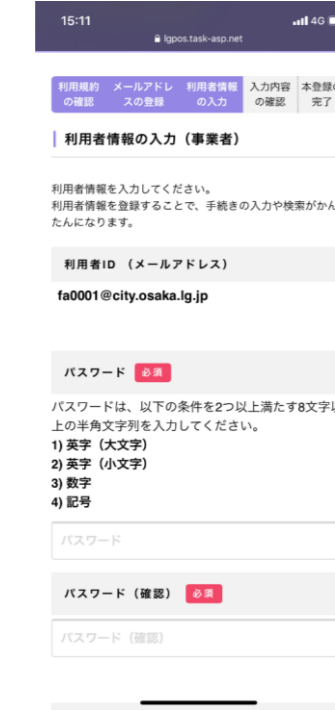 15:11
4G
lgpos.task-asp.net
利用規約
の確認
メールアドレ
スの登録
利用者情報
の入力
入力内容
の確認
本登録の
完了
利用者情報の入力（事業者）
利用者情報を入力してください。
利用者情報を登録することで、手続きの入力や検索がかん
たんになります。
利用者ID （メールアドレス）
fa0001@city.osaka.lg.jp
パスワード 必須
パスワードは、以下の条件を2つ以上満たす8文字以
上の半角文字列を入力してください。
1) 英字（大文字）
2) 英字（小文字）
3) 数字
4) 記号
パスワード
パスワード（確認） 必須
パスワード（確認）